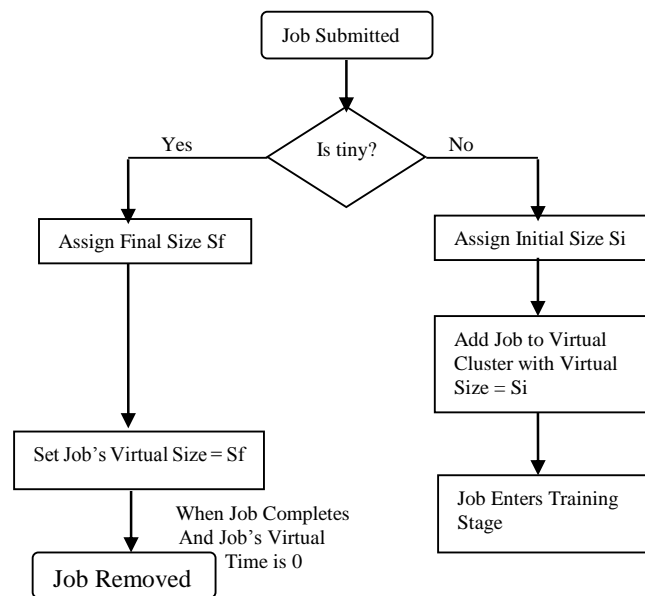 Job Submitted
Is tiny?
Yes
No
Assign Final Size Sf
Assign Initial Size Si
Add Job to Virtual
Cluster with Virtual
Size = Si
Set Job's Virtual Size = Sf
Job Enters Training
Stage
When Job Completes
And Job's Virtual
Time is 0
Job Removed